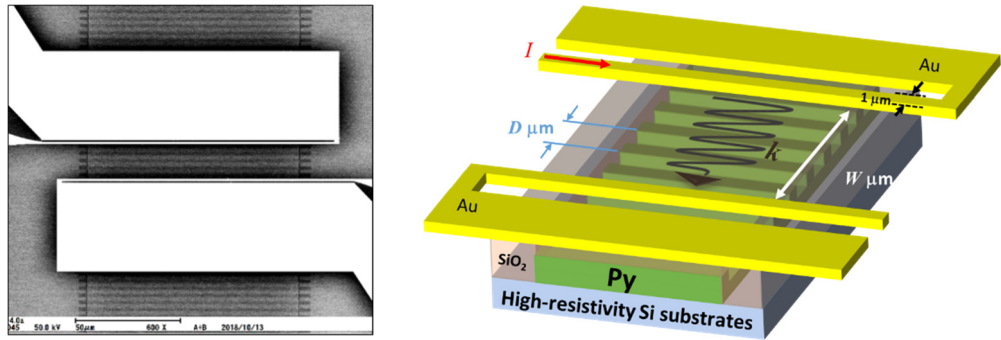 50.0 kV 50µm 600 X A+B 2018/10/13
I
Au
1 µm
D µm
k
W µm
Au
SiO2
Py
High-resistivity Si substrates